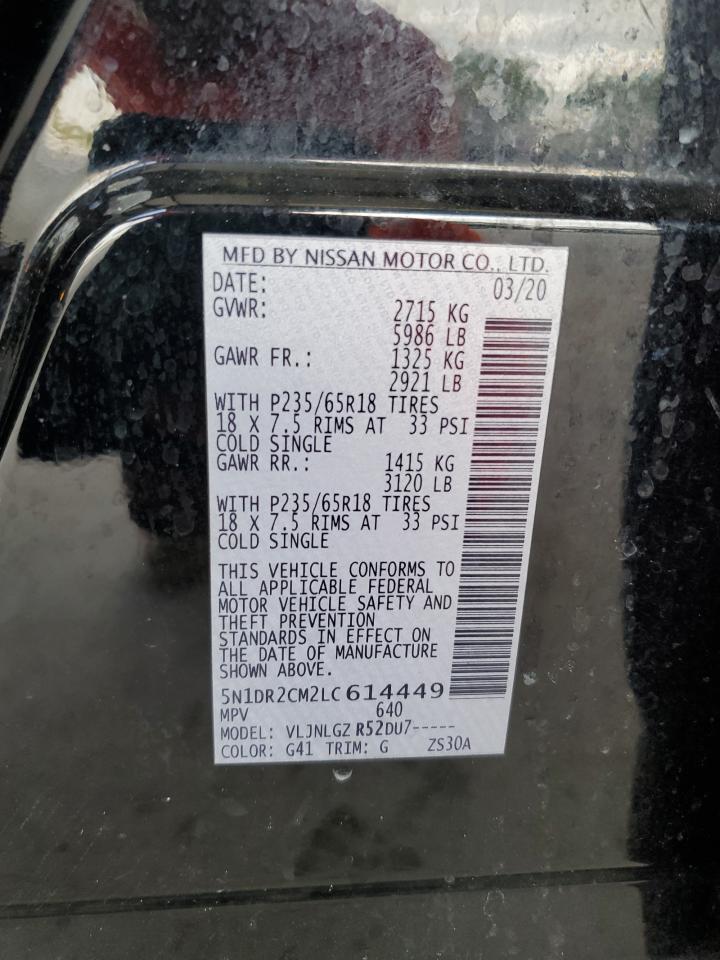 MFD BY NISSAN MOTOR CO., LTD.
DATE: 03/20
GVWR: 2715 KG
5986 LB
GAWR FR.: 1325 KG
2921 LB
WITH P235/65R18 TIRES
18 X 7.5 RIMS AT 33 PSI
COLD SINGLE
GAWR RR.: 1415 KG
3120 LB
WITH P235/65R18 TIRES
18 X 7.5 RIMS AT 33 PSI
COLD SINGLE
THIS VEHICLE CONFORMS TO
ALL APPLICABLE FEDERAL
MOTOR VEHICLE SAFETY AND
THEFT PREVENTION
STANDARDS IN EFFECT ON
THE DATE OF MANUFACTURE
SHOWN ABOVE.
5N1DR2CM2LC614449
MPV 640
MODEL: VLJNLGZ R52DU7-----
COLOR: G41 TRIM: G ZS30A